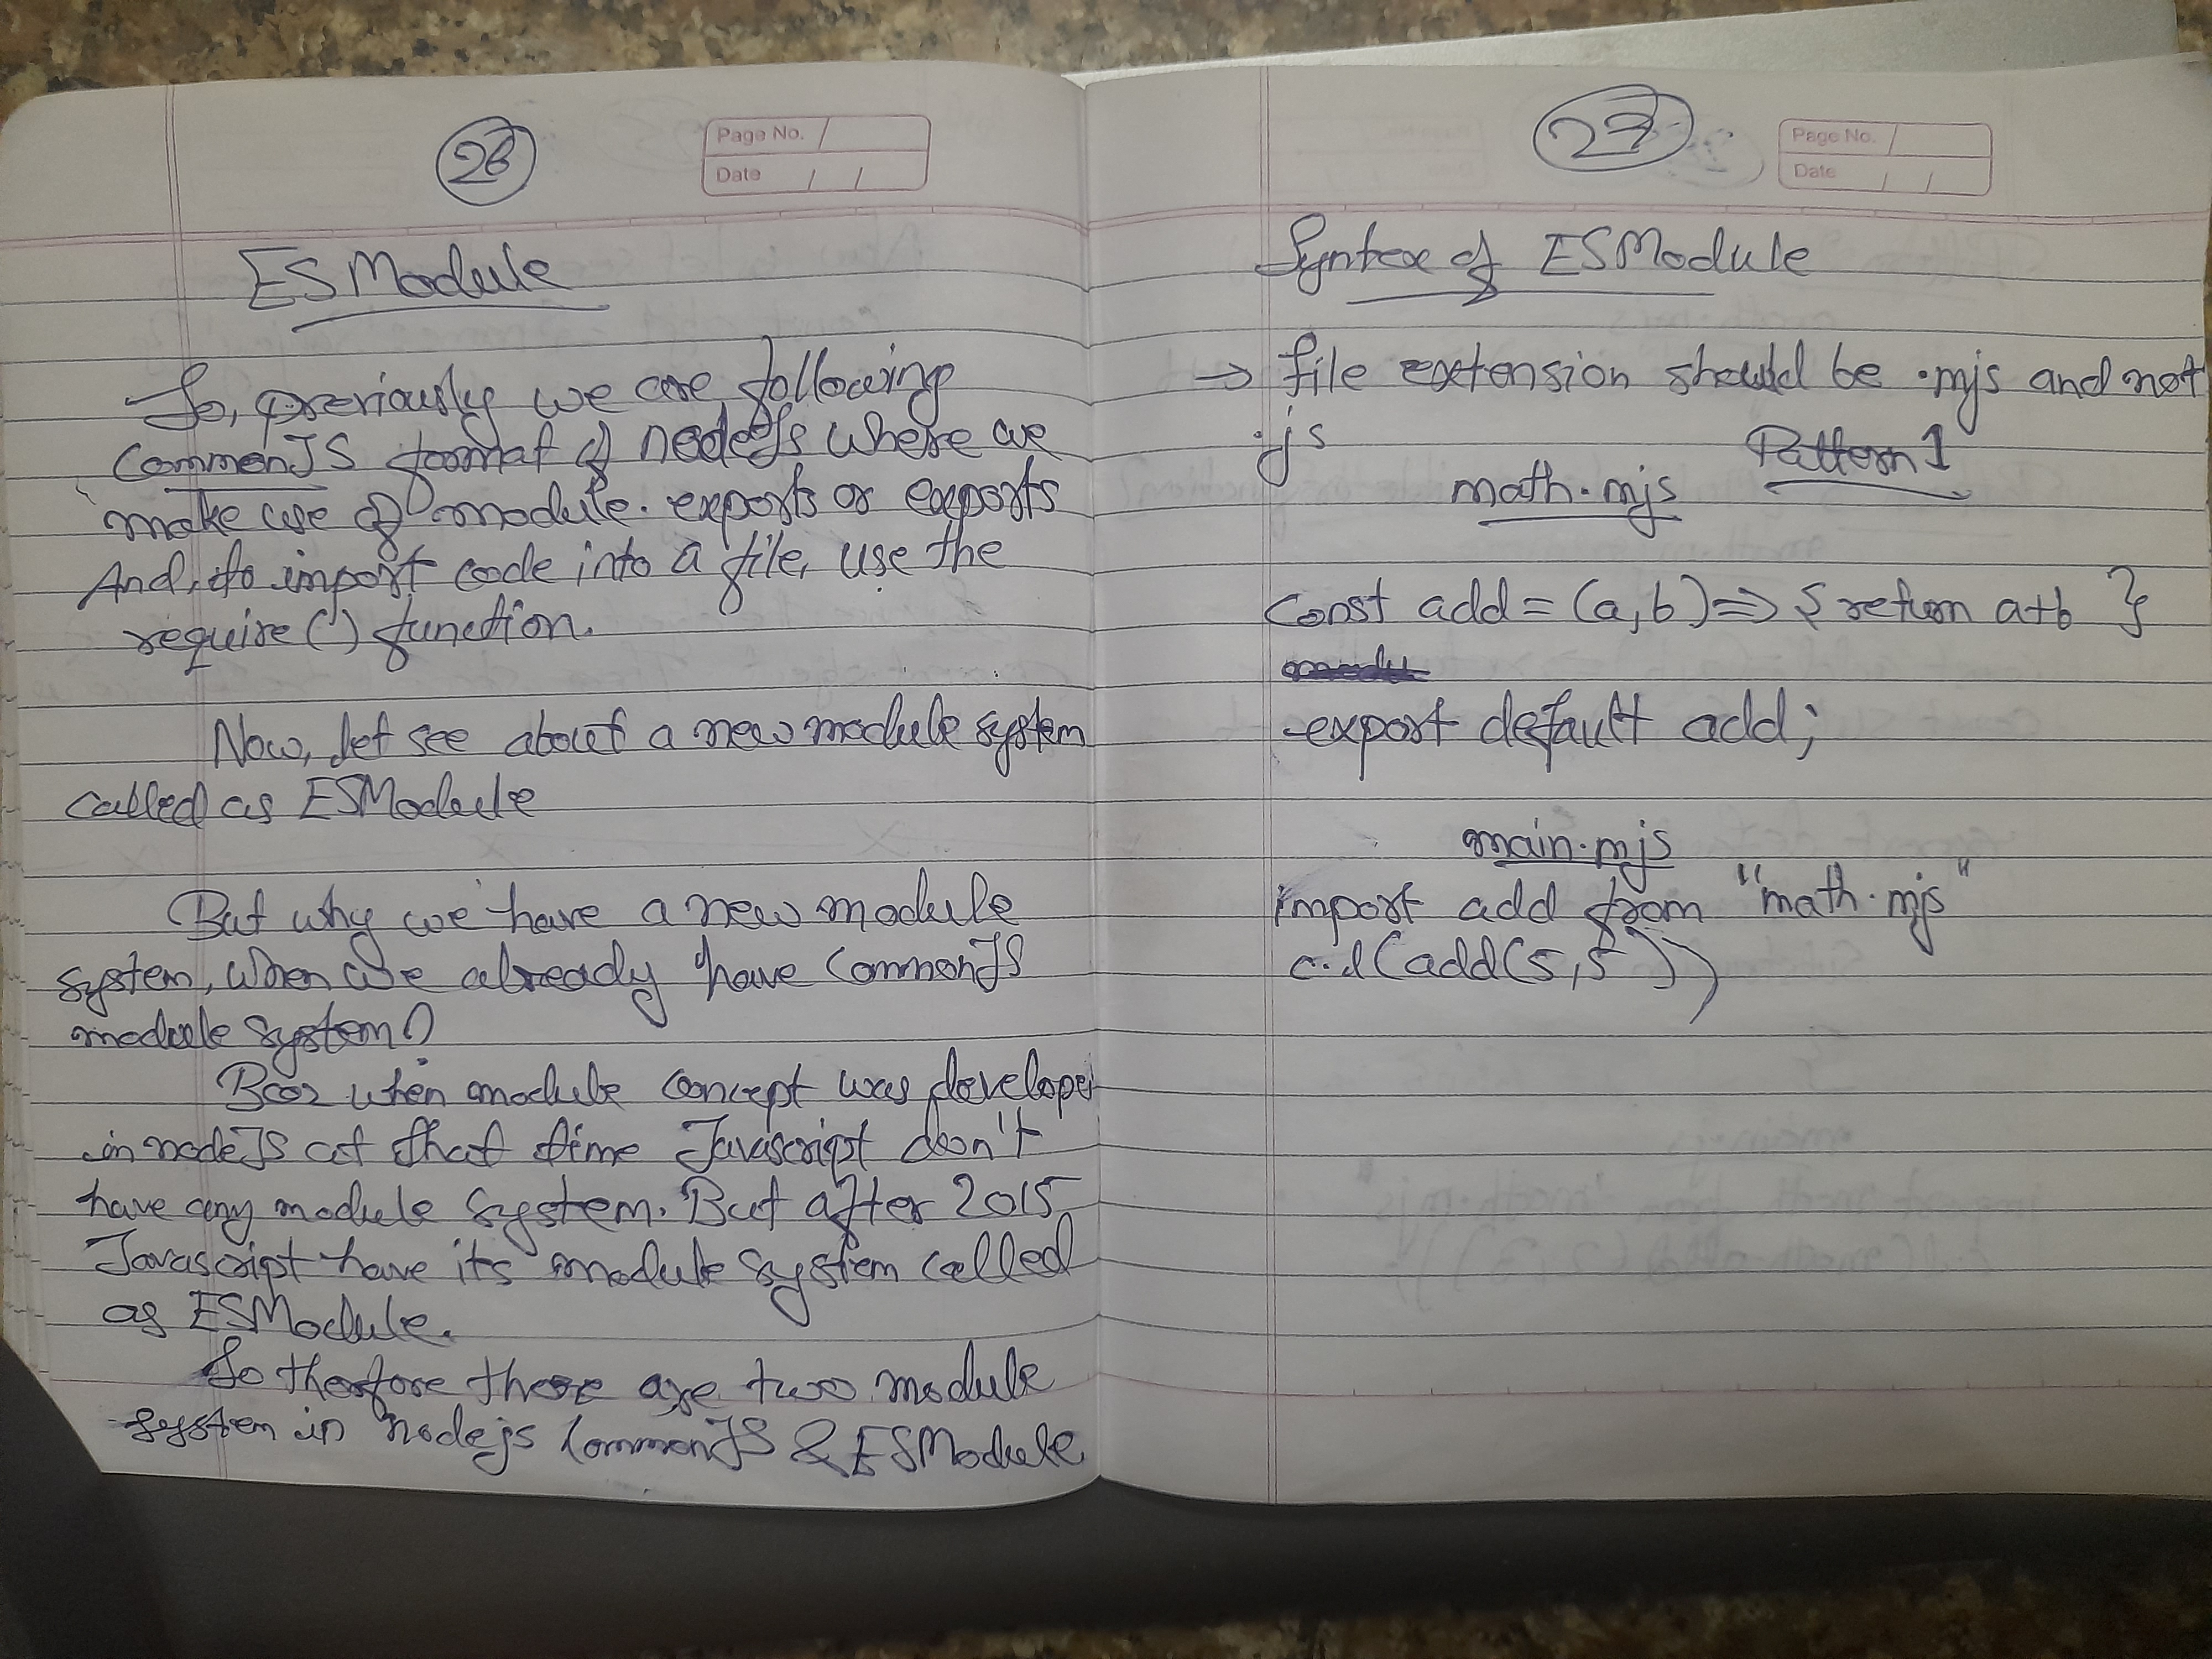 26
Page No.
Date / /
ESModule
So, previously we are following
CommonJS format of nodeJs where we
make use of module.exports or exports
And, to import code into a file, use the
require() function.
Now, let see about a new module system
called as ESModule
But why we have a new module
system, when we already have CommonJS
module system?
Bcoz when module concept was develope
in nodeJS at that time Javascript don't
have any module system. But after 2015
Javascript have its module system called
as ESModule.
So therefore there are two module
system in nodejs CommonJS & ESModule
27
Page No.
Date / /
Syntex of ESModule
→ file extension should be .mjs and not
.js
Pattern 1
math.mjs
const add = (a,b) => { return a+b }
export default add;
main.mjs
import add from "math.mjs"
c.l(add(5,5))